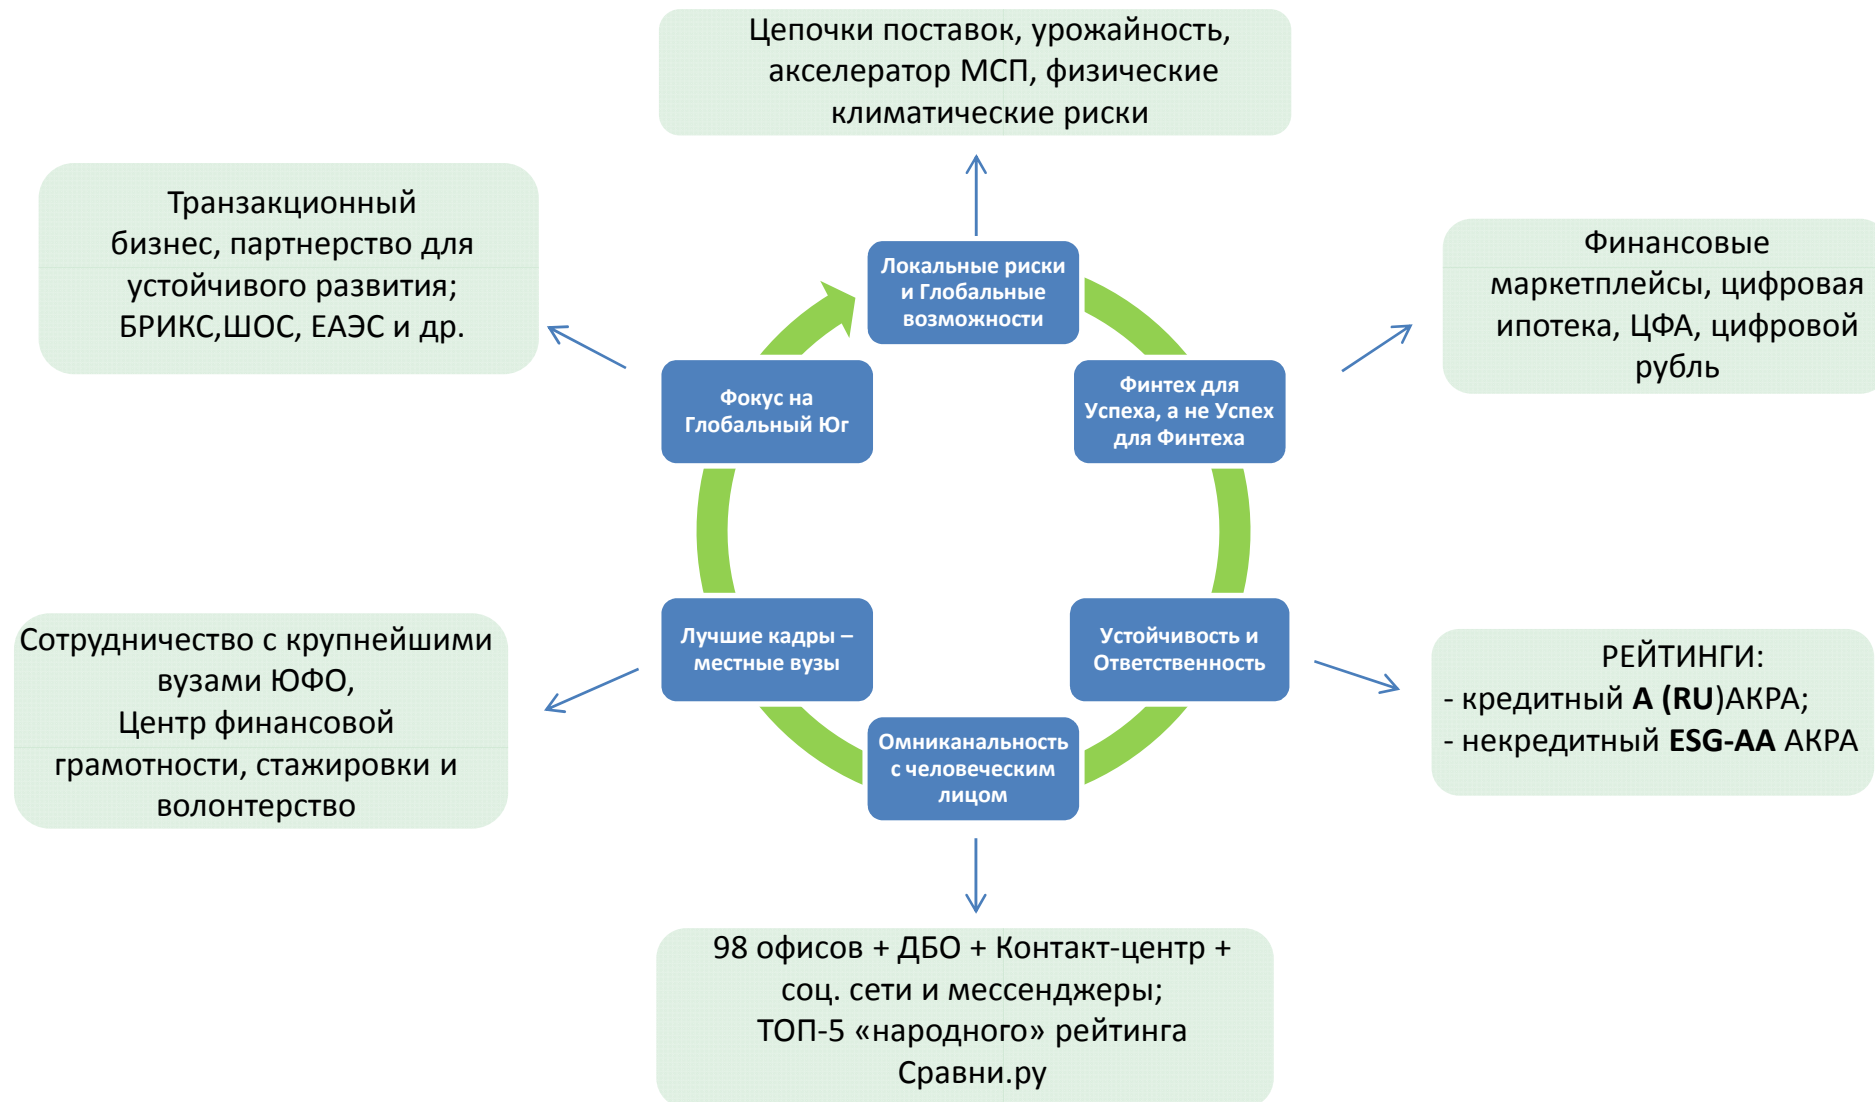 Цепочки поставок, урожайность,
акселератор МСП, физические
климатические риски
Транзакционный
бизнес, партнерство для
устойчивого развития;
БРИКС,ШОС, ЕАЭС и др.
Финансовые
маркетплейсы, цифровая
ипотека, ЦФА, цифровой
рубль
Локальные риски
и Глобальные
возможности
Фокус на
Глобальный Юг
Финтех для
Успеха, а не Успех
для Финтеха
Лучшие кадры –
местные вузы
Устойчивость и
Ответственность
Омниканальность
с человеческим
лицом
Сотрудничество с крупнейшими
вузами ЮФО,
Центр финансовой
грамотности, стажировки и
волонтерство
РЕЙТИНГИ:
- кредитный А (RU)АКРА;
- некредитный ESG-AA АКРА
98 офисов + ДБО + Контакт-центр +
соц. сети и мессенджеры;
ТОП-5 «народного» рейтинга
Сравни.ру